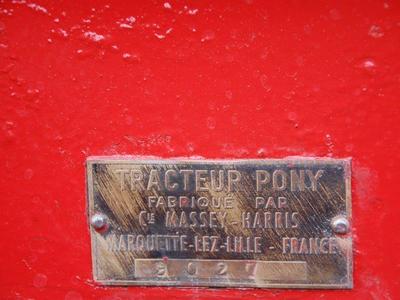 TRACTEUR PONY
FABRIQUÉ PAR
Cie MASSEY-HARRIS
MARQUETTE-LEZ-LILLE - FRANCE
9027